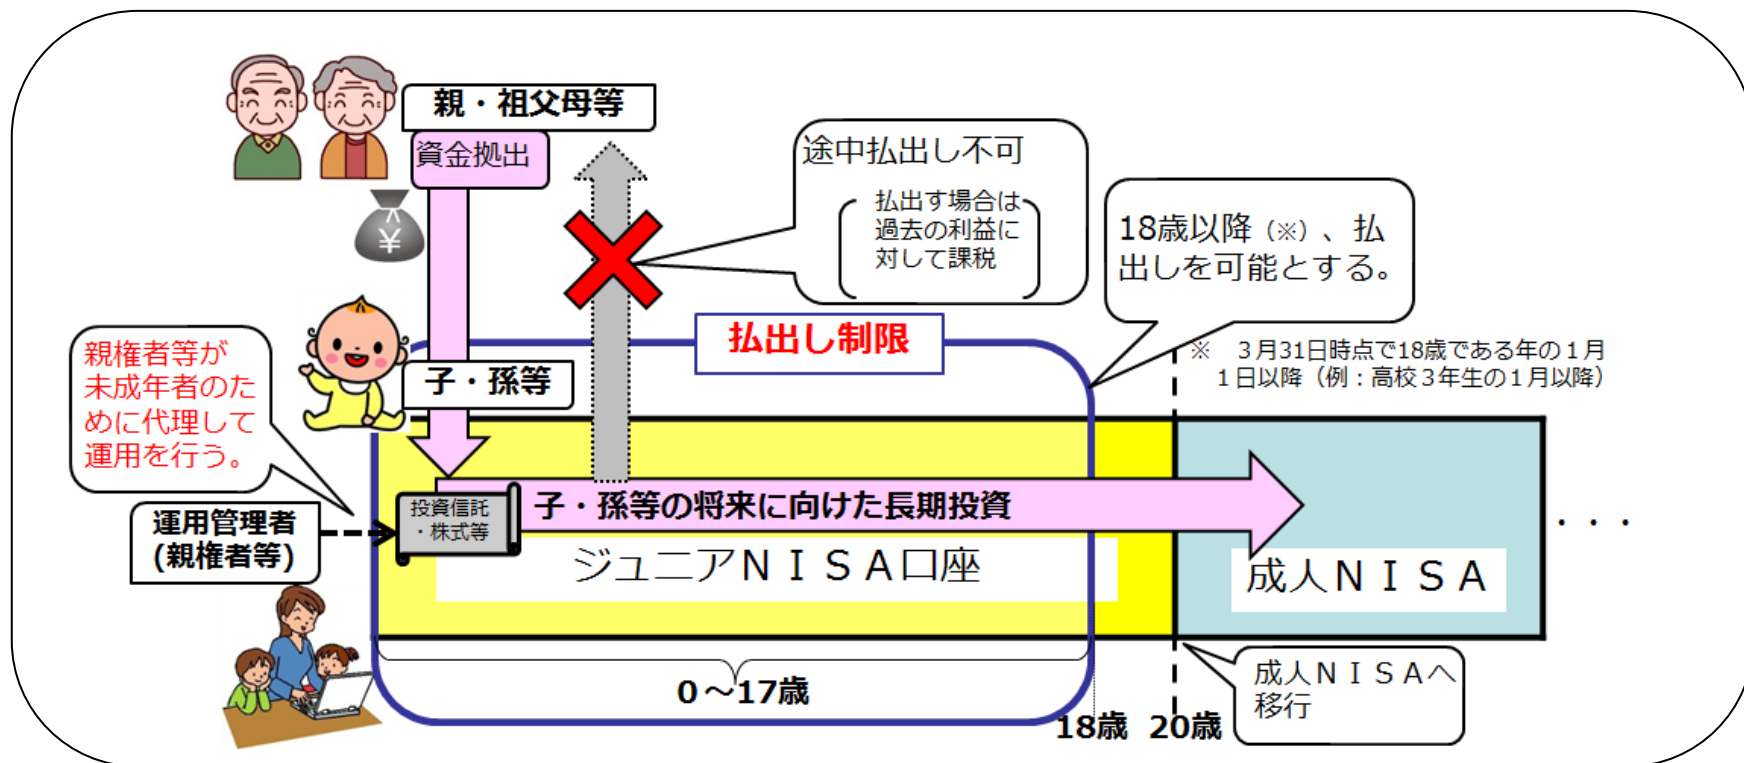 親・祖父母等
資金拠出
途中払出し不可
払出す場合は
過去の利益に
対して課税
18歳以降（※）、払
出しを可能とする。
¥
払出し制限
※　３月31日時点で18歳である年の１月
１日以降（例：高校３年生の１月以降）
親権者等が
未成年者のた
めに代理して
運用を行う。
子・孫等
投資信託
・株式等
子・孫等の将来に向けた長期投資
運用管理者
(親権者等)
・・・
ジュニアＮＩＳＡ口座
成人ＮＩＳＡ
０～17歳
成人ＮＩＳＡへ
移行
18歳
20歳